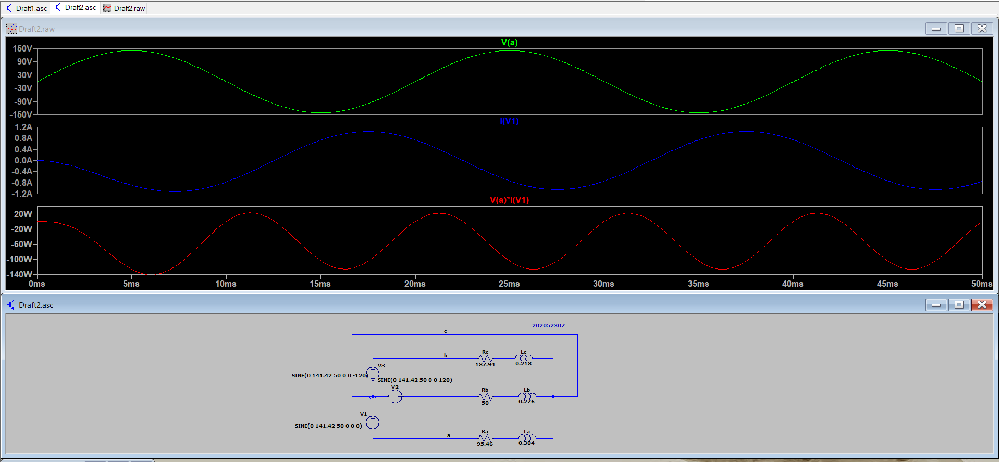 Draft1.asc Draft2.asc Draft2.raw
Draft2.raw
V(a)
150V
90V
30V
-30V
-90V
-150V
I(V1)
1.2A
0.8A
0.4A
0.0A
-0.4A
-0.8A
-1.2A
V(a)*I(V1)
20W
-20W
-60W
-100W
-140W
0ms 5ms 10ms 15ms 20ms 25ms 30ms 35ms 40ms 45ms 50ms
Draft2.asc
202052307
c
b
Rc Lc
187.94 0.218
V3
SINE(0 141.42 50 0 0 -120)
SINE(0 141.42 50 0 0 120)
V2
Rb Lb
50 0.276
V1
SINE(0 141.42 50 0 0 0)
a
Ra La
95.46 0.304